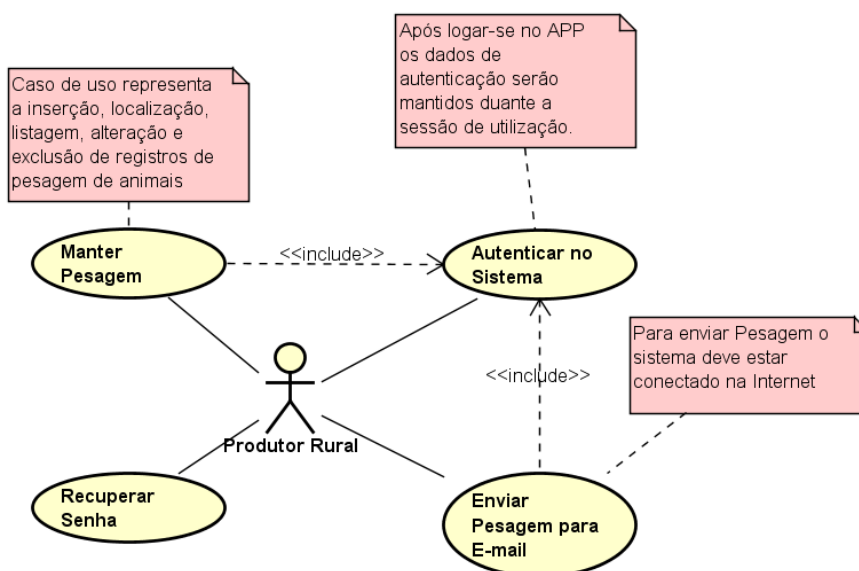 Após logar-se no APP
os dados de
autenticação serão
mantidos duante a
sessão de utilização.
Caso de uso representa
a inserção, localização,
listagem, alteração e
exclusão de registros de
pesagem de animais
Manter
Pesagem
<<include>>
Autenticar no
Sistema
Para enviar Pesagem o
sistema deve estar
conectado na Internet
<<include>>
Produtor Rural
Recuperar
Senha
Enviar
Pesagem para
E-mail